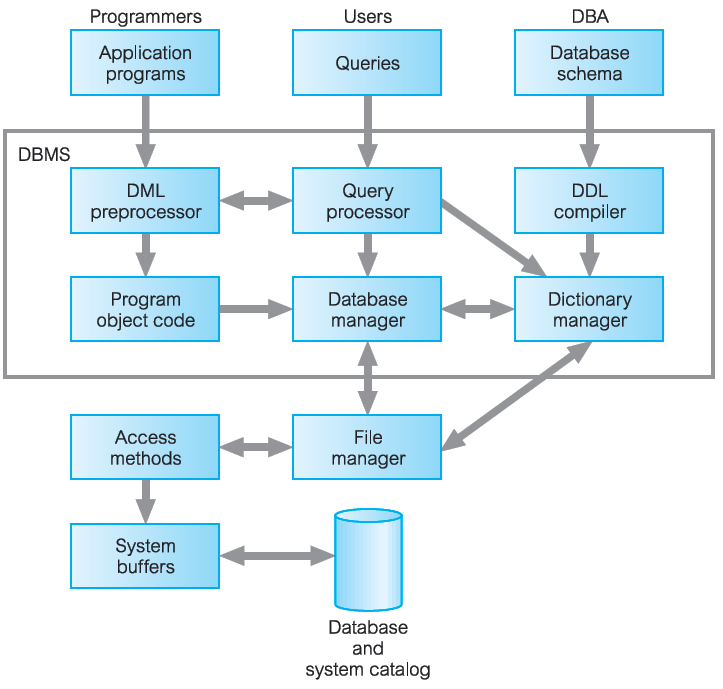 Programmers
Users
DBA
Application
programs
Queries
Database
schema
DBMS
DML
preprocessor
Query
processor
DDL
compiler
Program
object code
Database
manager
Dictionary
manager
Access
methods
File
manager
System
buffers
Database
and
system catalog